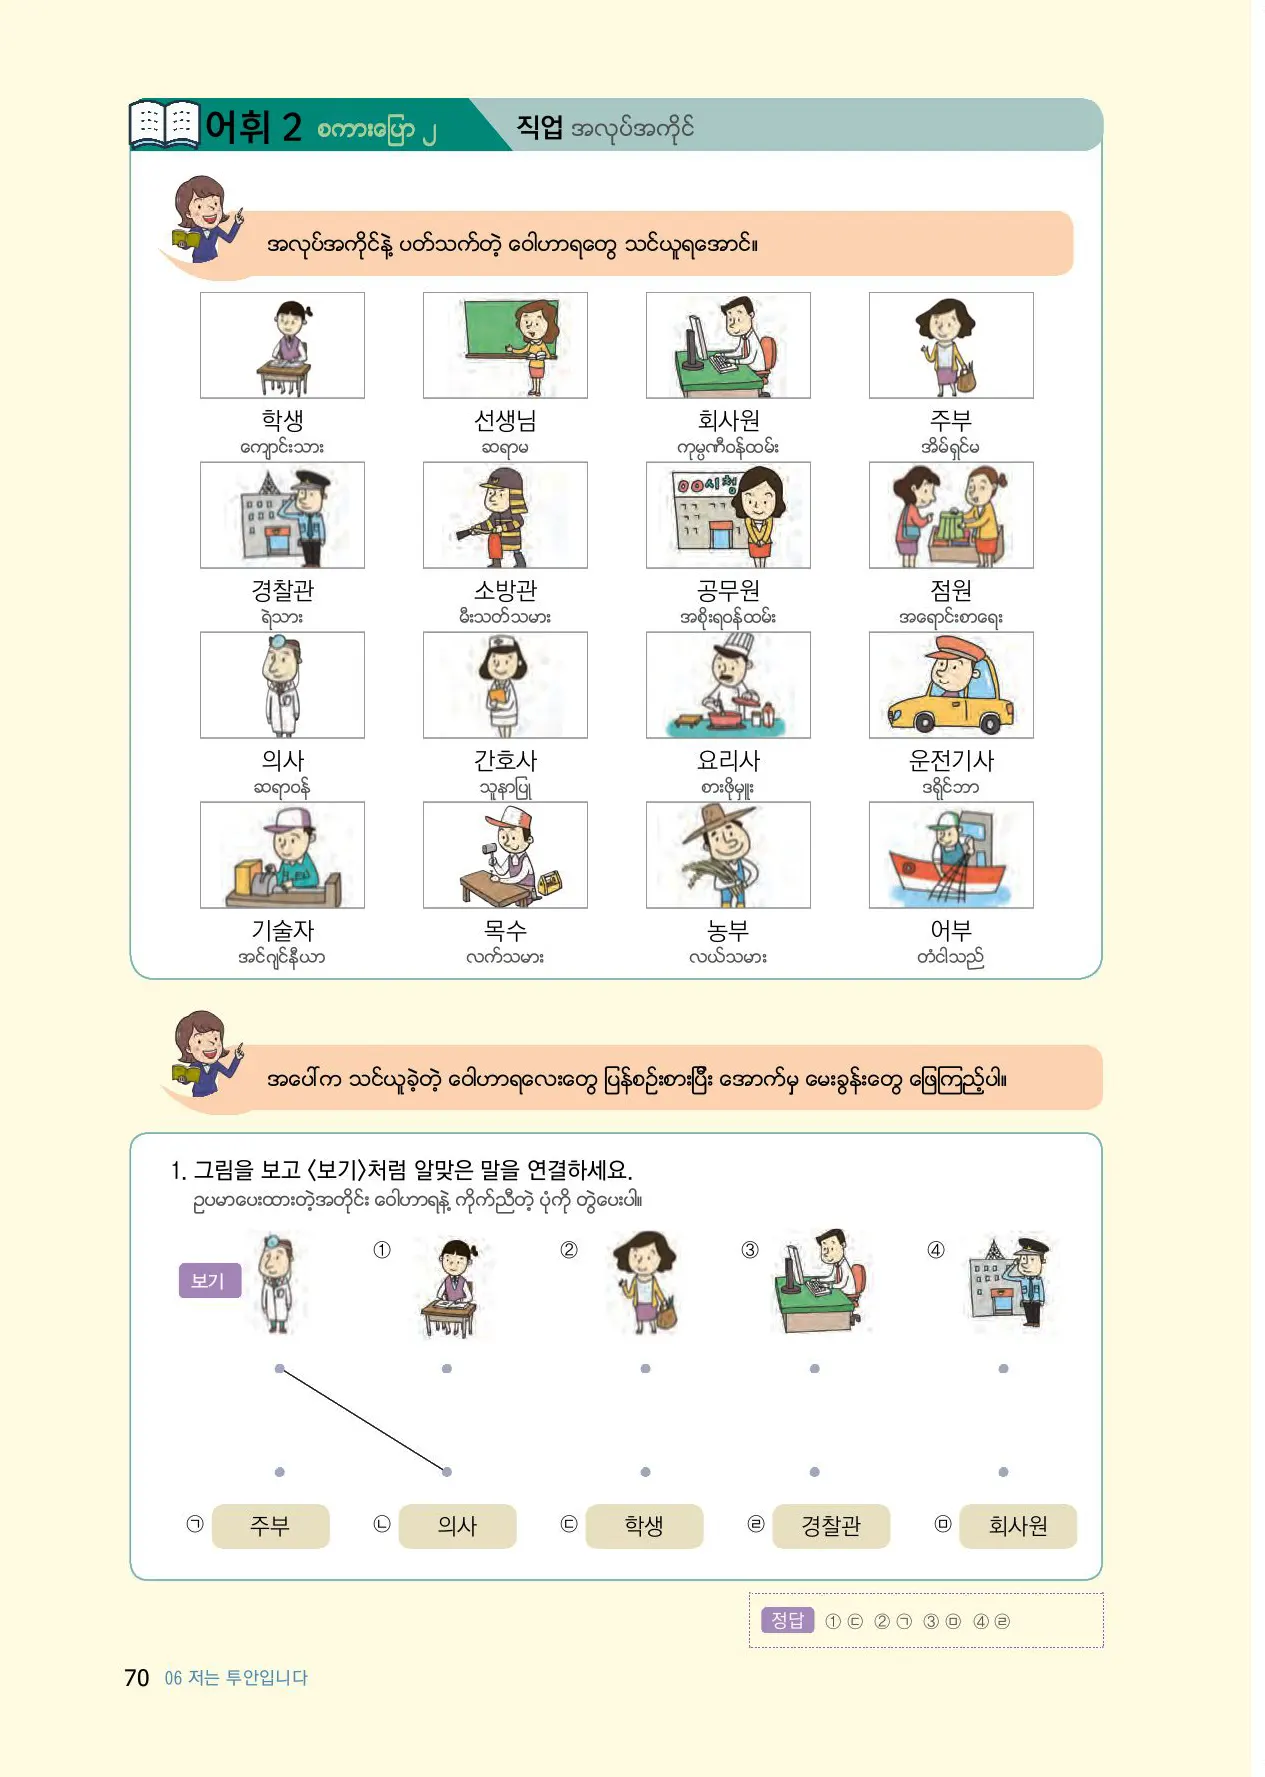 어휘 2 စကားပြော ၂ 직업 အလုပ်အကိုင်
အလုပ်အကိုင်နဲ့ ပတ်သက်တဲ့ ဝေါဟာရတွေ သင်ယူရအောင်။
학생 선생님 회사원 주부
ကျောင်းသား ဆရာမ ကုမ္ပဏီဝန်ထမ်း အိမ်ရှင်မ
시청
경찰관 소방관 공무원 점원
ရဲသား မီးသတ်သမား အစိုးရဝန်ထမ်း အရောင်းစာရေး
의사 간호사 요리사 운전기사
ဆရာဝန် သူနာပြု စားဖိုမှူး ဒရိုင်ဘာ
기술자 목수 농부 어부
အင်ဂျင်နီယာ လက်သမား လယ်သမား တံငါသည်
အပေါ်က သင်ယူခဲ့တဲ့ ဝေါဟာရလေးတွေ ပြန်စဉ်းစားပြီး အောက်မှ မေးခွန်းတွေ ဖြေကြည့်ပါ။
1. 그림을 보고 〈보기〉처럼 알맞은 말을 연결하세요.
ဥပမာပေးထားတဲ့အတိုင်း ဝေါဟာရနဲ့ ကိုက်ညီတဲ့ ပုံကို တွဲပေးပါ။
보기 ① ② ③ ④
㉠ 주부 ㉡ 의사 ㉢ 학생 ㉣ 경찰관 ㉤ 회사원
정답 ① ㉢ ② ㉠ ③ ㉤ ④ ㉣
70 06 저는 투안입니다